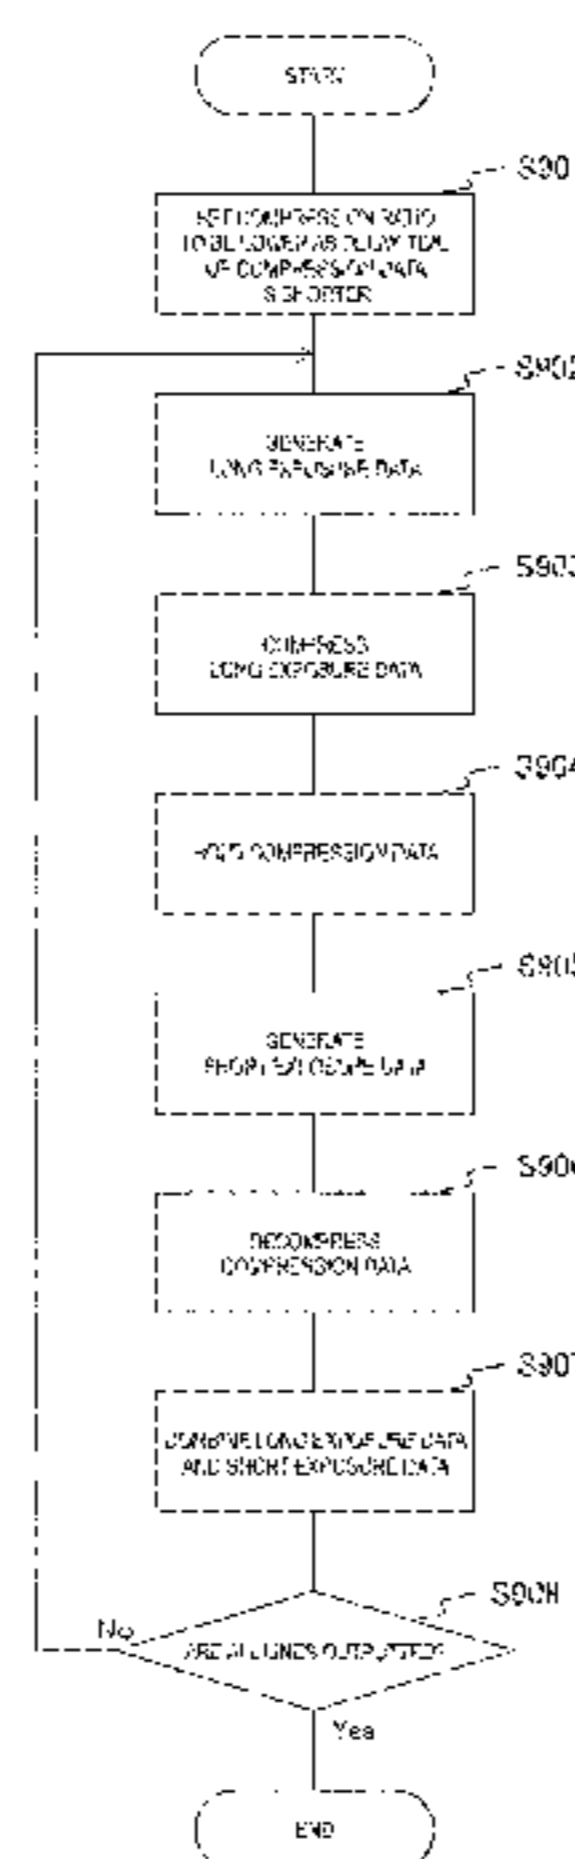 START
S90
SET COMPRESSION RATIO
TO BE LOWER AS DELAY TIME
OF COMPRESSION DATA
IS SHORTER
S902
GENERATE
LONG EXPOSURE DATA
S903
COMPRESS
LONG EXPOSURE DATA
S904
HOLD COMPRESSION DATA
S905
GENERATE
SHORT EXPOSURE DATA
S906
DECOMPRESS
COMPRESSION DATA
S907
COMBINE LONG EXPOSURE DATA
AND SHORT EXPOSURE DATA
S908
No
ARE ALL LINES OUTPUTTED?
Yes
END